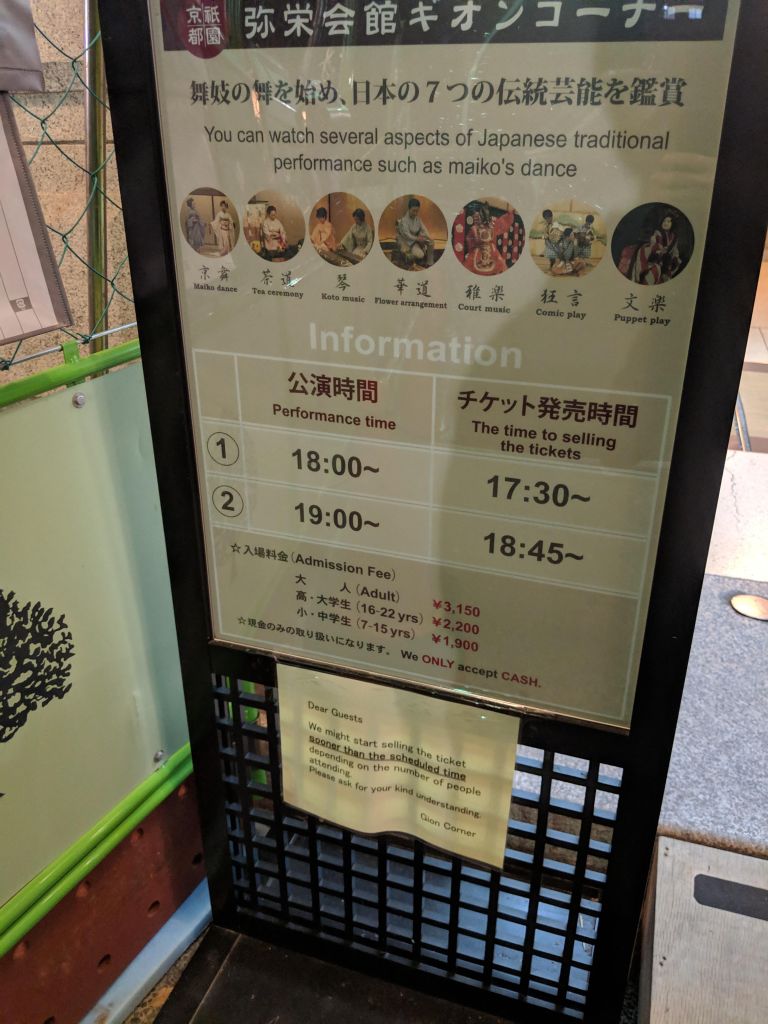 京都
祇園
弥栄会館ギオンコーナー
舞妓の舞を始め、日本の7つの伝統芸能を鑑賞
You can watch several aspects of Japanese traditional
performance such as maiko's dance
京舞
Maiko dance
茶道
Tea ceremony
琴
Koto music
華道
Flower arrangement
雅楽
Court music
狂言
Comic play
文楽
Puppet play
Information
公演時間
Performance time
チケット発売時間
The time to selling
the tickets
① 18:00~ 17:30~
② 19:00~ 18:45~
☆入場料金(Admission Fee)
大 人(Adult) ¥3,150
高・大学生(16-22 yrs) ¥2,200
小・中学生(7-15 yrs) ¥1,900
☆現金のみの取り扱いになります。 We ONLY accept CASH.
Dear Guests
We might start selling the ticket
sooner than the scheduled time
depending on the number of people
attending.
Please ask for your kind understanding.
Gion Corner